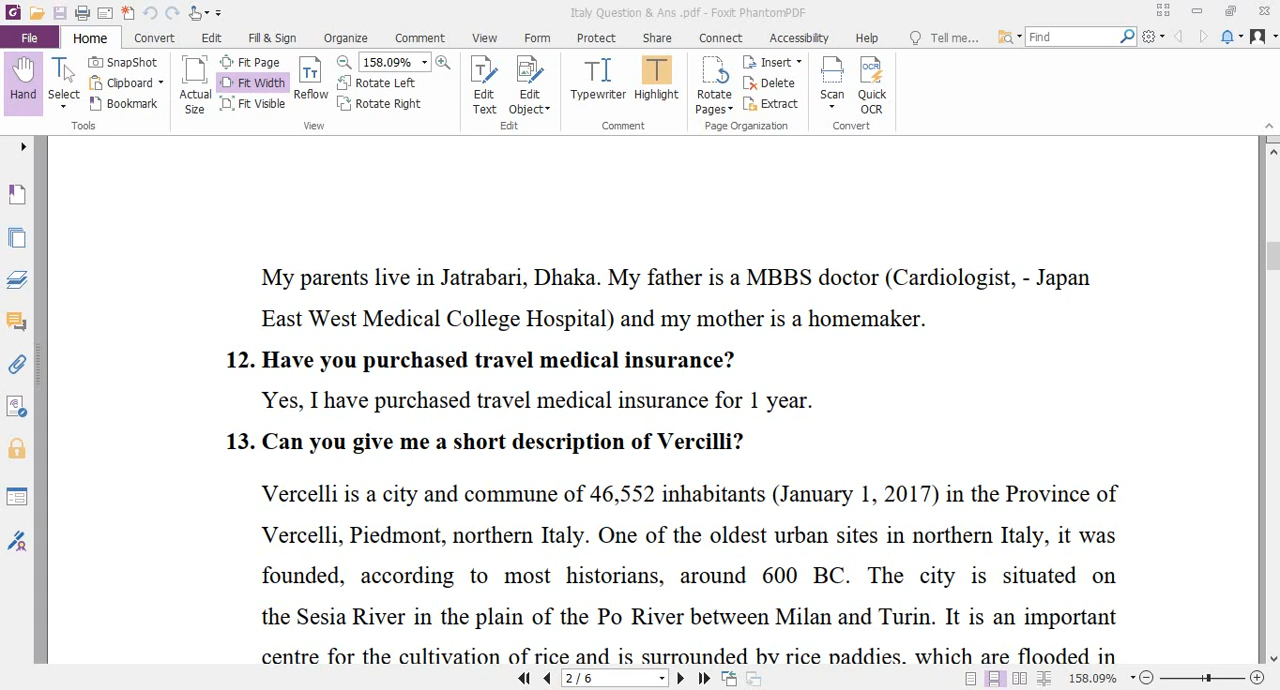 Italy Question & Ans .pdf - Foxit PhantomPDF
File Home Convert Edit Fill & Sign Organize Comment View Form Protect Share Connect Accessibility Help Tell me... Find
Hand Select SnapShot Clipboard Bookmark
Tools
Actual Size Fit Page Fit Width Fit Visible Reflow 158.09% Rotate Left Rotate Right
View
Edit Text Edit Object
Edit
Typewriter Highlight
Comment
Rotate Pages Insert Delete Extract
Page Organization
Scan Quick OCR
Convert
My parents live in Jatrabari, Dhaka. My father is a MBBS doctor (Cardiologist, - Japan
East West Medical College Hospital) and my mother is a homemaker.
12. Have you purchased travel medical insurance?
Yes, I have purchased travel medical insurance for 1 year.
13. Can you give me a short description of Vercilli?
Vercelli is a city and commune of 46,552 inhabitants (January 1, 2017) in the Province of
Vercelli, Piedmont, northern Italy. One of the oldest urban sites in northern Italy, it was
founded, according to most historians, around 600 BC. The city is situated on
the Sesia River in the plain of the Po River between Milan and Turin. It is an important
centre for the cultivation of rice and is surrounded by rice paddies, which are flooded in
2 / 6 158.09%